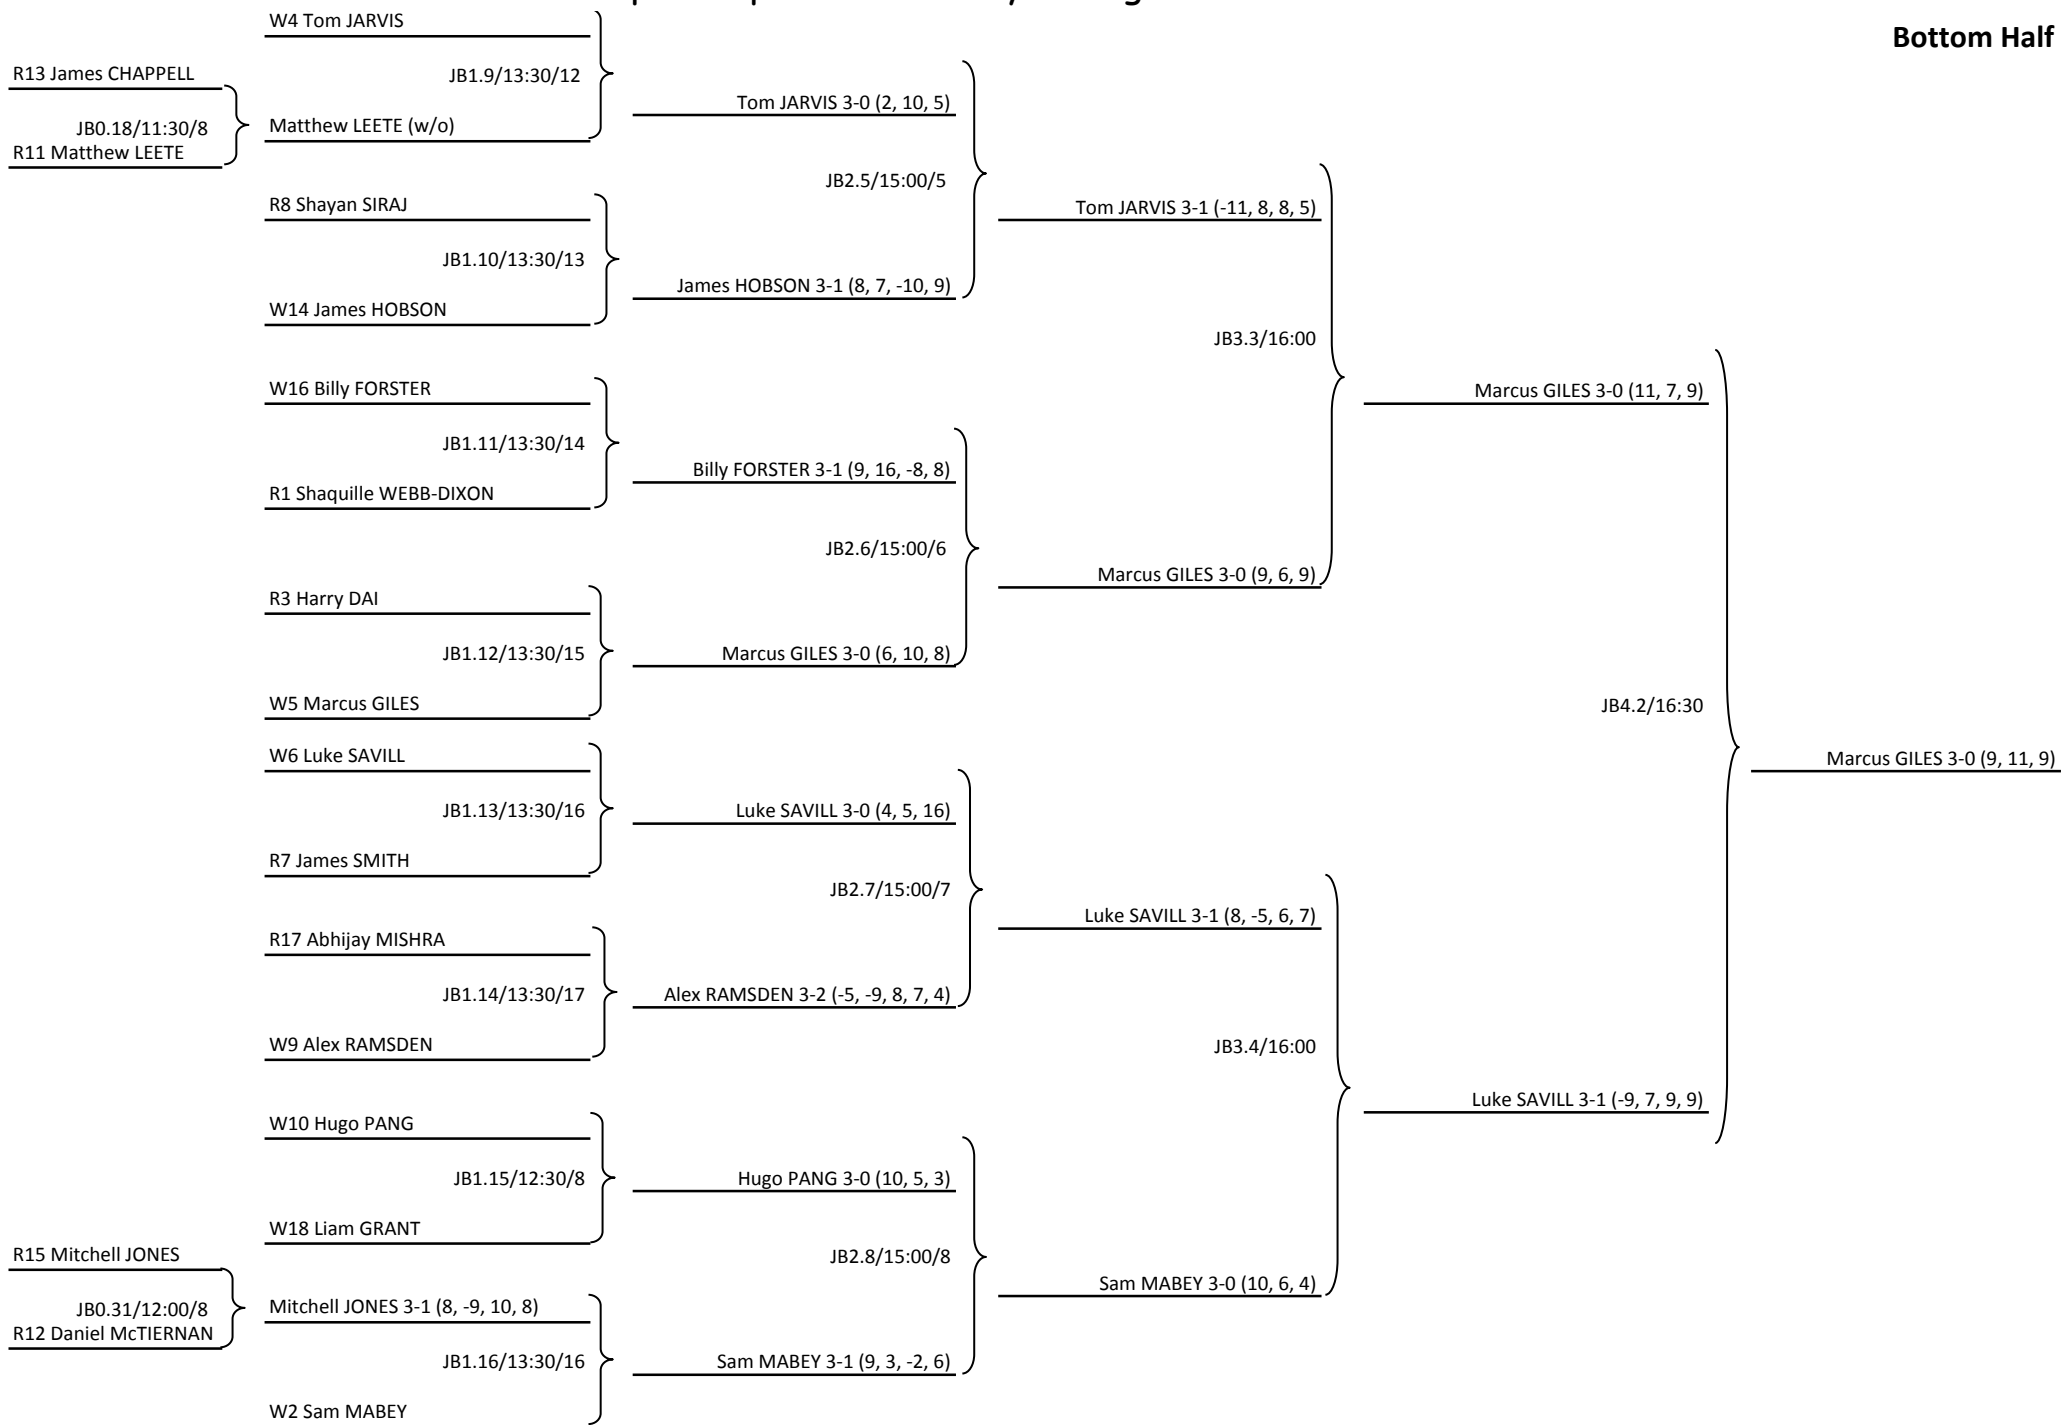 Bottom Half
W4 Tom JARVIS
R13 James CHAPPELL
JB1.9/13:30/12
Tom JARVIS 3-0 (2, 10, 5)
JB0.18/11:30/8
Matthew LEETE (w/o)
R11 Matthew LEETE
JB2.5/15:00/5
R8 Shayan SIRAJ
Tom JARVIS 3-1 (-11, 8, 8, 5)
JB1.10/13:30/13
James HOBSON 3-1 (8, 7, -10, 9)
W14 James HOBSON
JB3.3/16:00
W16 Billy FORSTER
Marcus GILES 3-0 (11, 7, 9)
JB1.11/13:30/14
Billy FORSTER 3-1 (9, 16, -8, 8)
R1 Shaquille WEBB-DIXON
JB2.6/15:00/6
Marcus GILES 3-0 (9, 6, 9)
R3 Harry DAI
JB1.12/13:30/15
Marcus GILES 3-0 (6, 10, 8)
W5 Marcus GILES
JB4.2/16:30
W6 Luke SAVILL
Marcus GILES 3-0 (9, 11, 9)
JB1.13/13:30/16
Luke SAVILL 3-0 (4, 5, 16)
R7 James SMITH
JB2.7/15:00/7
Luke SAVILL 3-1 (8, -5, 6, 7)
R17 Abhijay MISHRA
JB1.14/13:30/17
Alex RAMSDEN 3-2 (-5, -9, 8, 7, 4)
W9 Alex RAMSDEN
JB3.4/16:00
Luke SAVILL 3-1 (-9, 7, 9, 9)
W10 Hugo PANG
JB1.15/12:30/8
Hugo PANG 3-0 (10, 5, 3)
W18 Liam GRANT
R15 Mitchell JONES
JB2.8/15:00/8
Sam MABEY 3-0 (10, 6, 4)
JB0.31/12:00/8
Mitchell JONES 3-1 (8, -9, 10, 8)
R12 Daniel McTIERNAN
JB1.16/13:30/16
Sam MABEY 3-1 (9, 3, -2, 6)
W2 Sam MABEY